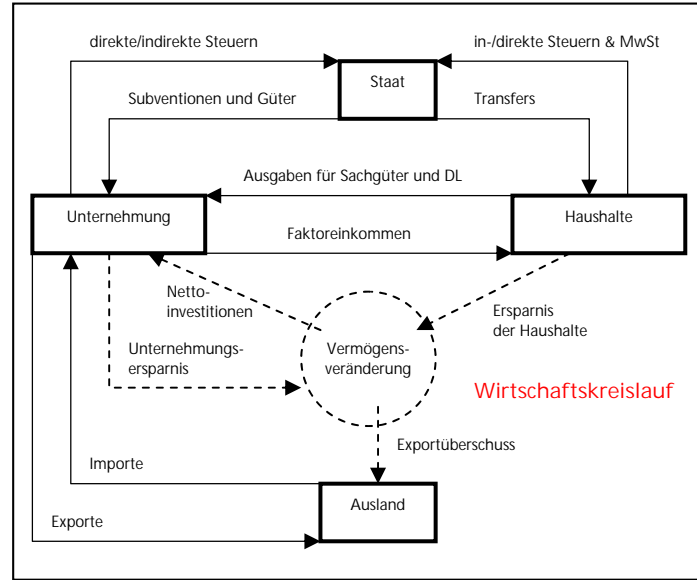 direkte/indirekte Steuern
in-/direkte Steuern & MwSt
Staat
Subventionen und Güter
Transfers
Ausgaben für Sachgüter und DL
Unternehmung
Haushalte
Faktoreinkommen
Netto-
investitionen
Ersparnis
der Haushalte
Unternehmungs-
ersparnis
Vermögens-
veränderung
Wirtschaftskreislauf
Exportüberschuss
Importe
Ausland
Exporte